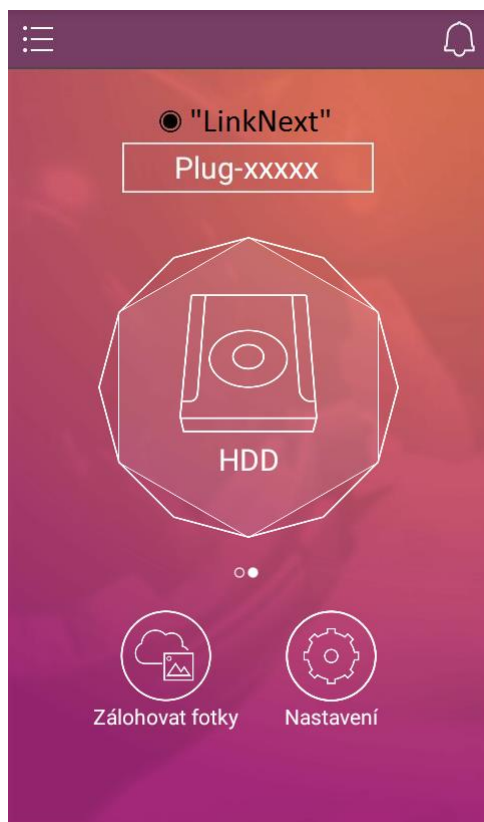 "LinkNext"
Plug-xxxxx
HDD
Zálohovat fotky
Nastavení